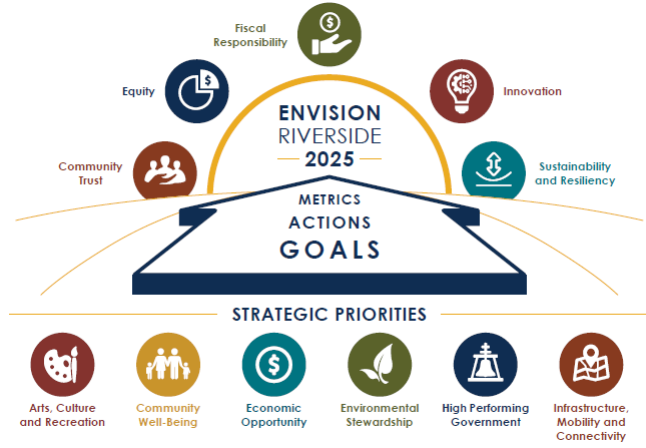 Fiscal
Responsibility
Equity
$
Innovation
ENVISION
RIVERSIDE
2025
Community
Trust
Sustainability
and Resiliency
METRICS
ACTIONS
GOALS
STRATEGIC PRIORITIES
Arts, Culture
and Recreation
Community
Well-Being
$
Economic
Opportunity
Environmental
Stewardship
High Performing
Government
Infrastructure,
Mobility and
Connectivity